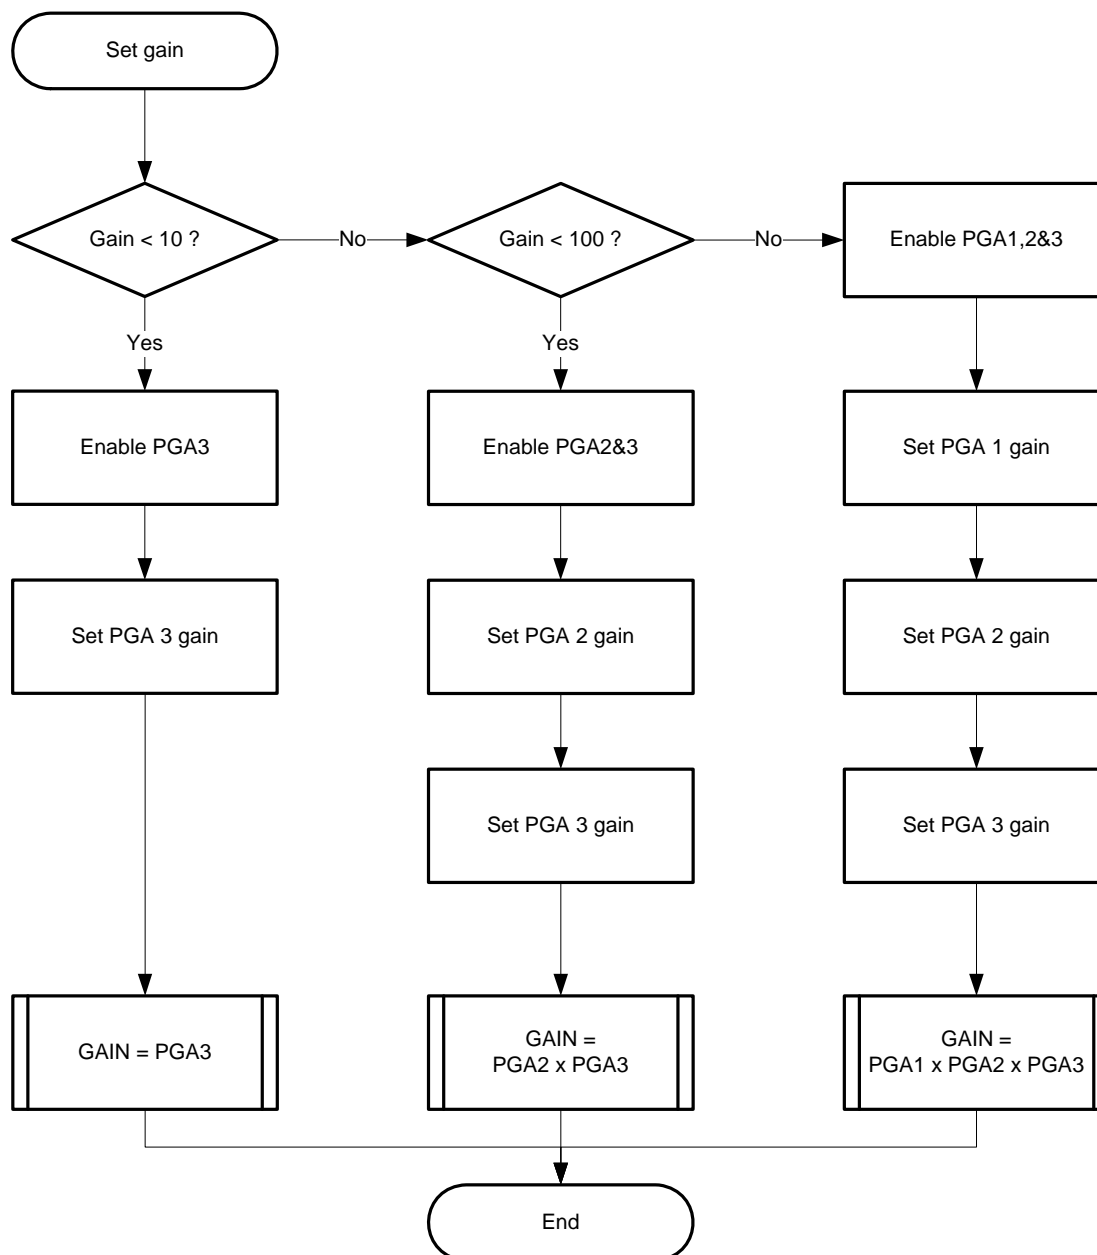 Set gain
Gain < 10 ?
No
Gain < 100 ?
No
Enable PGA1,2&3
Yes
Yes
Enable PGA3
Enable PGA2&3
Set PGA 1 gain
Set PGA 3 gain
Set PGA 2 gain
Set PGA 2 gain
Set PGA 3 gain
Set PGA 3 gain
GAIN = PGA3
GAIN =
PGA2 x PGA3
GAIN =
PGA1 x PGA2 x PGA3
End